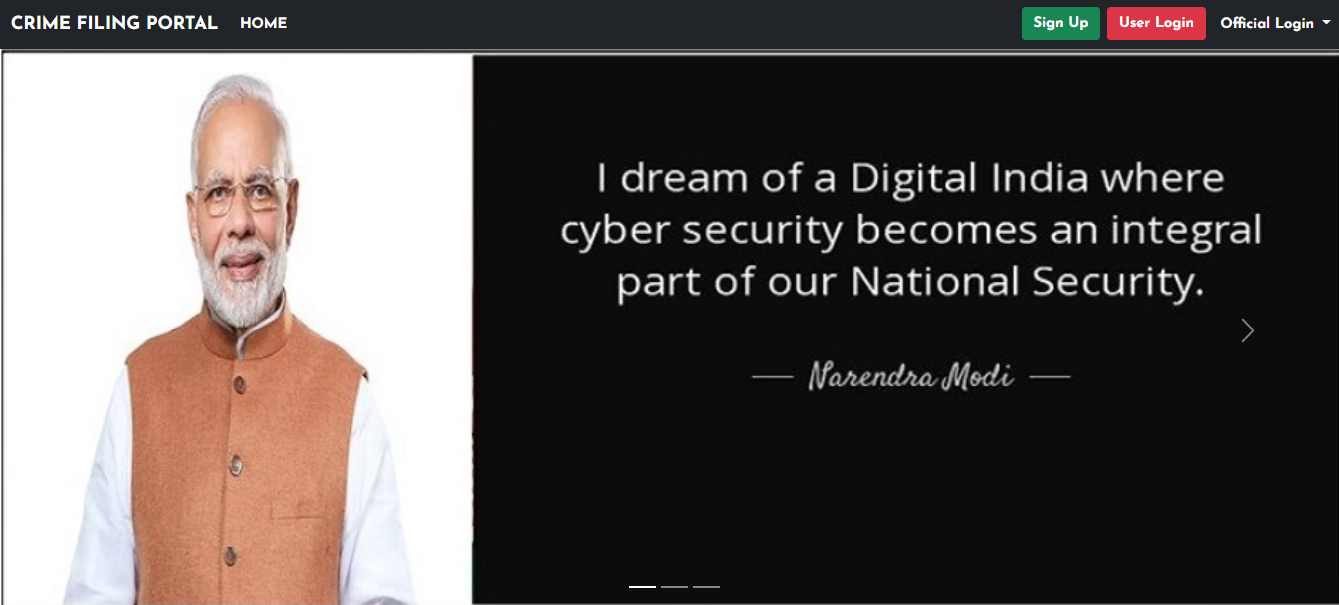 CRIME FILING PORTAL HOME Sign Up User Login Official Login
I dream of a Digital India where
cyber security becomes an integral
part of our National Security.
Narendra Modi